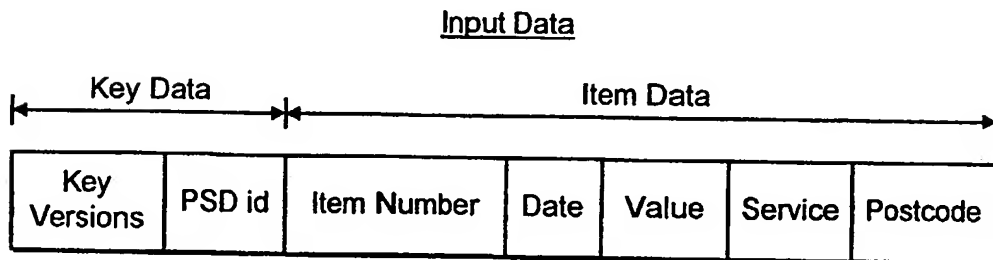 Input Data
Key Data Item Data
Key Versions PSD id Item Number Date Value Service Postcode